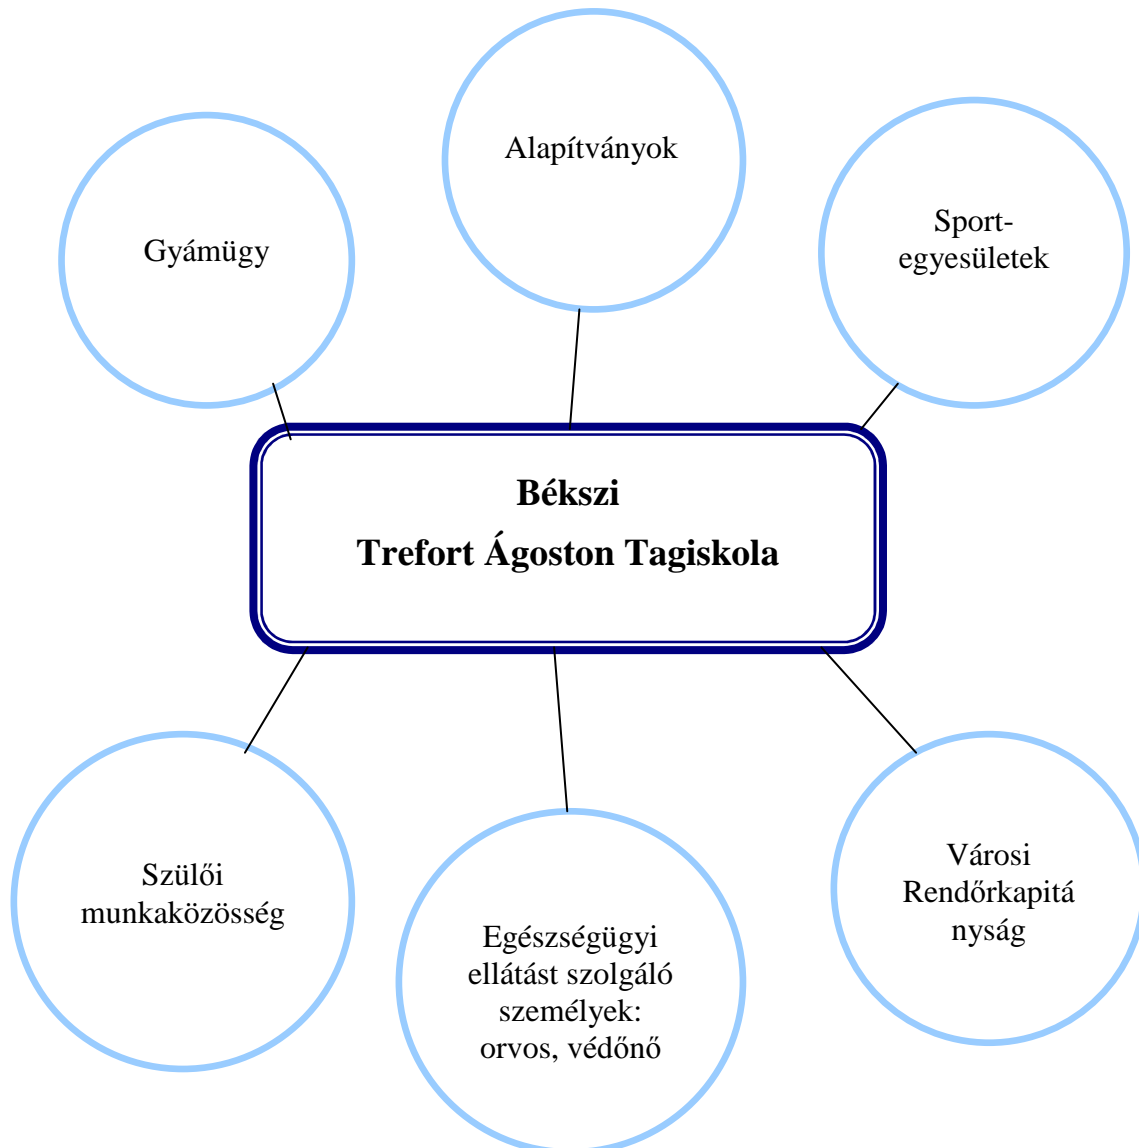 Alapítványok
Gyámügy
Sport-
egyesületek
Békszi
Trefort Ágoston Tagiskola
Szülői
munkaközösség
Egészségügyi
ellátást szolgáló
személyek:
orvos, védőnő
Városi
Rendőrkapitá
nyság